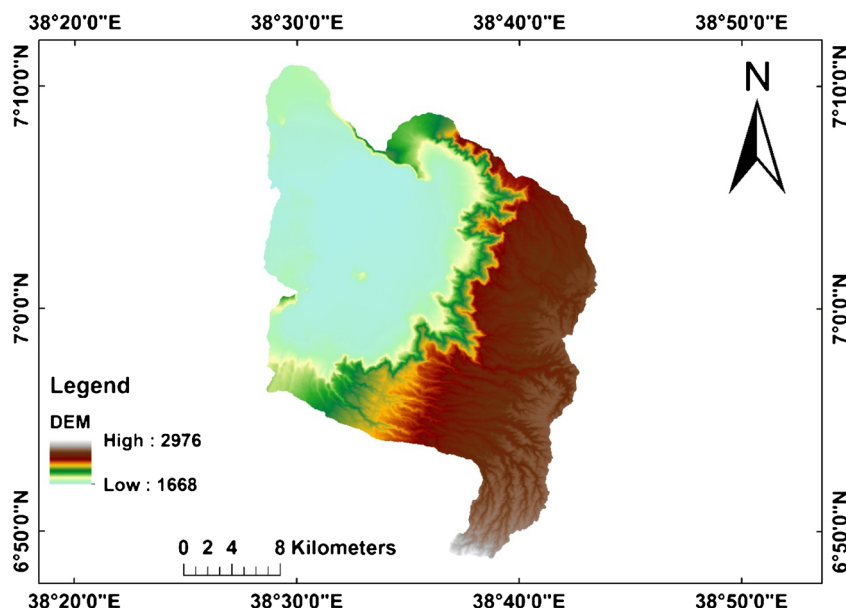 38°20'0"E 38°30'0"E 38°40'0"E 38°50'0"E
7°10'0"N 7°10'0"N
N
7°0'0"N 7°0'0"N
Legend
DEM
High : 2976
Low : 1668
6°50'0"N 6°50'0"N
0 2 4 8 Kilometers
38°20'0"E 38°30'0"E 38°40'0"E 38°50'0"E